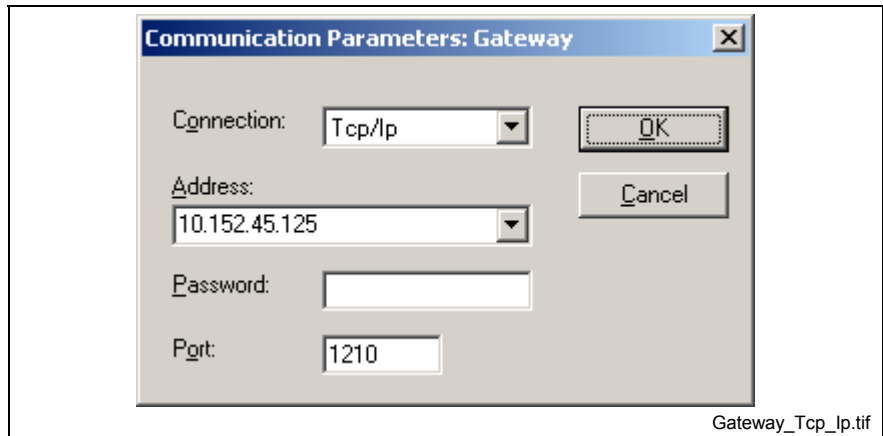 Communication Parameters: Gateway
Connection: Tcp/Ip
OK
Address:
Cancel
10.152.45.125
Password:
Port: 1210
Gateway_Tcp_Ip.tif